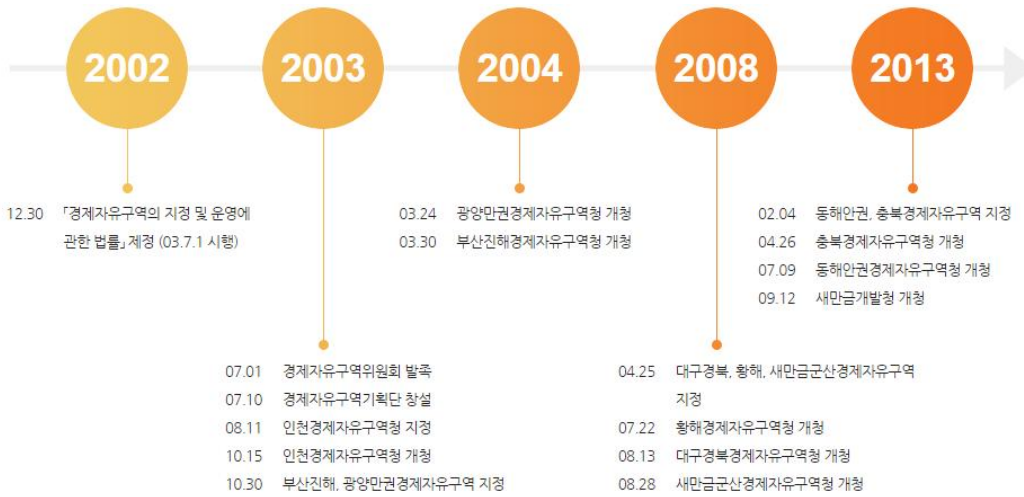 2002
12.30 「경제자유구역의 지정 및 운영에
관한 법률」 제정 (03.7.1 시행)
2003
07.01 경제자유구역위원회 발족
07.10 경제자유구역기획단 창설
08.11 인천경제자유구역청 지정
10.15 인천경제자유구역청 개청
10.30 부산진해, 광양만권경제자유구역 지정
2004
03.24 광양만권경제자유구역청 개청
03.30 부산진해경제자유구역청 개청
2008
04.25 대구경북, 황해, 새만금군산경제자유구역
지정
07.22 황해경제자유구역청 개청
08.13 대구경북경제자유구역청 개청
08.28 새만금군산경제자유구역청 개청
2013
02.04 동해안권, 충북경제자유구역 지정
04.26 충북경제자유구역청 개청
07.09 동해안권경제자유구역청 개청
09.12 새만금개발청 개청